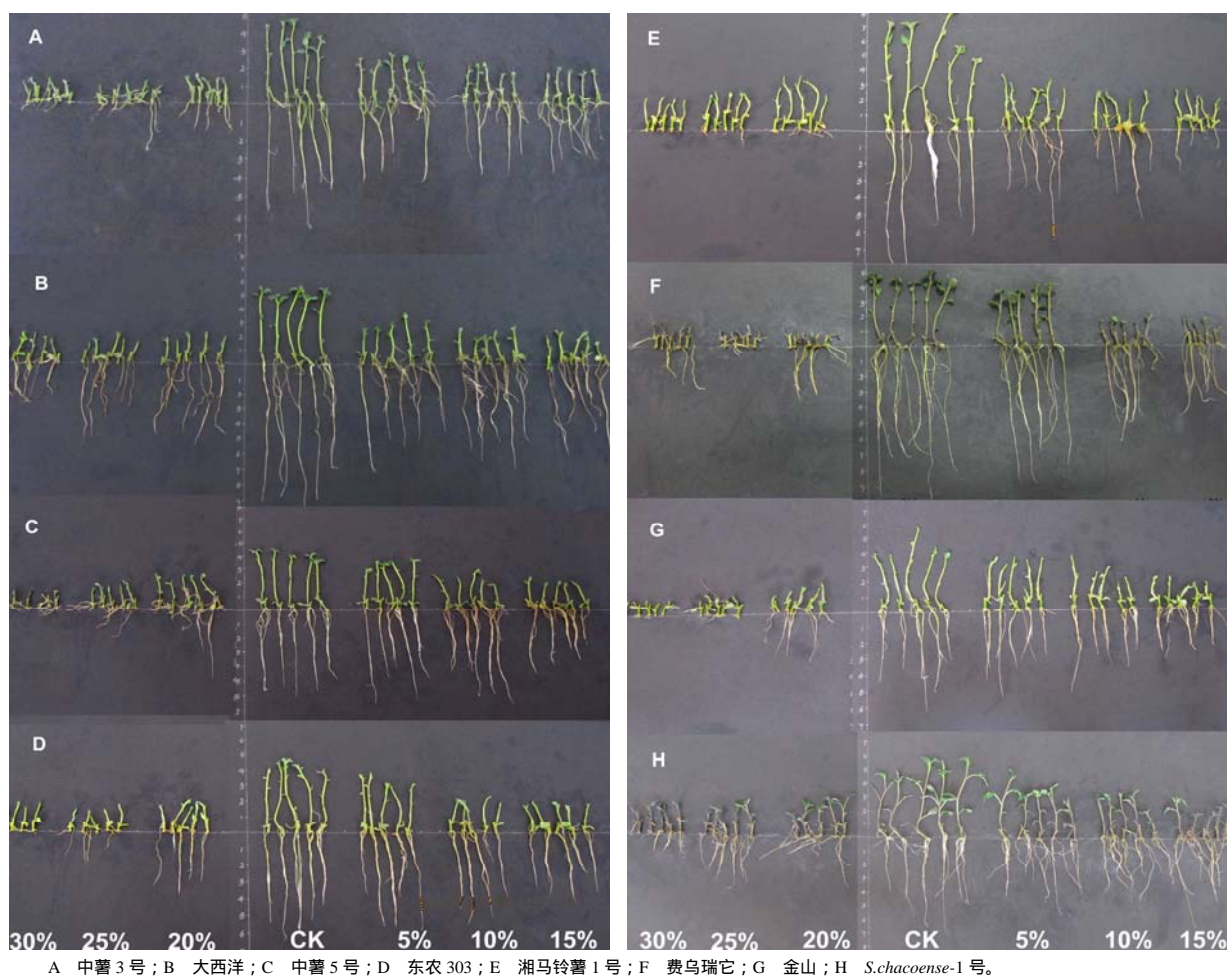 A
E
B
F
C
G
D
H
30% 25% 20% CK 5% 10% 15% 30% 25% 20% CK 5% 10% 15%
A 中薯 3 号；B 大西洋；C 中薯 5 号；D 东农 303；E 湘马铃薯 1 号；F 费乌瑞它；G 金山；H S.chacoense-1 号。